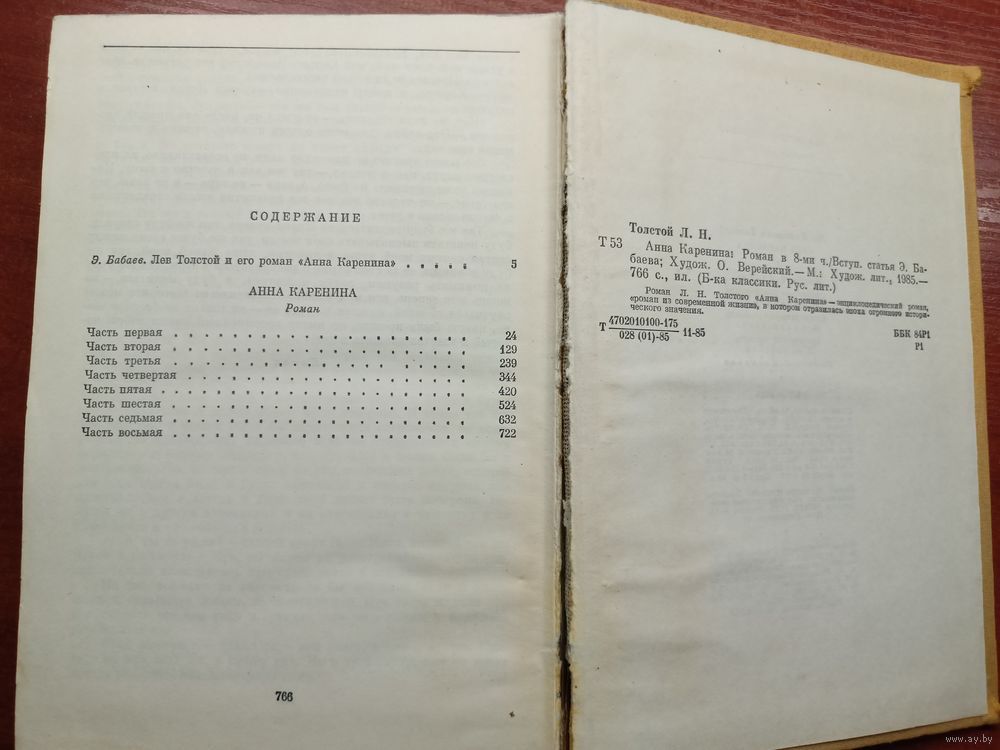 СОДЕРЖАНИЕ
Э. Бабаев. Лев Толстой и его роман «Анна Каренина» . . . . . 5
АННА КАРЕНИНА
Роман
Часть первая . . . . . . . . . . . . . . . . . . 24
Часть вторая . . . . . . . . . . . . . . . . . . 129
Часть третья . . . . . . . . . . . . . . . . . . 239
Часть четвертая . . . . . . . . . . . . . . . . . 344
Часть пятая . . . . . . . . . . . . . . . . . . 420
Часть шестая . . . . . . . . . . . . . . . . . . 524
Часть седьмая . . . . . . . . . . . . . . . . . . 632
Часть восьмая . . . . . . . . . . . . . . . . . . 722
766
Толстой Л. Н.
Т 53 Анна Каренина: Роман в 8-ми ч./Вступ. статья Э. Ба-
баева; Худож. О. Верейский.— М.: Худож. лит., 1985.—
766 с., ил. (Б-ка классики. Рус. лит.)
Роман Л. Н. Толстого «Анна Каренина» — энциклопедический роман,
«роман из современной жизни», в котором отразилась эпоха огромного истори-
ческого значения.
Т 4702010100-175
028 (01)-85 11-85
ББК 84Р1
Р1
www.ay.by